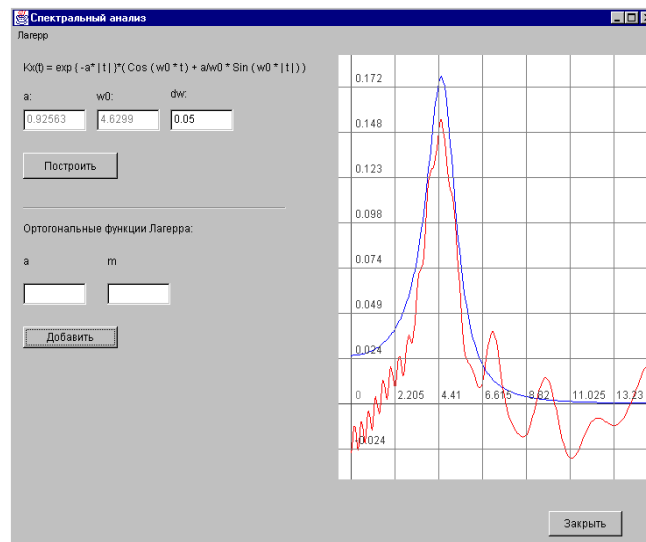 Спектральный анализ
Лагерр
Kx(t) = exp ( -a* | t | )*( Cos ( w0 * t ) + a/w0 * Sin ( w0 * | t | ) )
a: w0: dw:
0.92563 4.6299 0.05
Построить
Ортогональные функции Лагерра:
a m
Добавить
0.172
0.148
0.123
0.098
0.074
0.049
0.024
0 2.205 4.41 6.615 8.82 11.025 13.23
-0.024
Закрыть